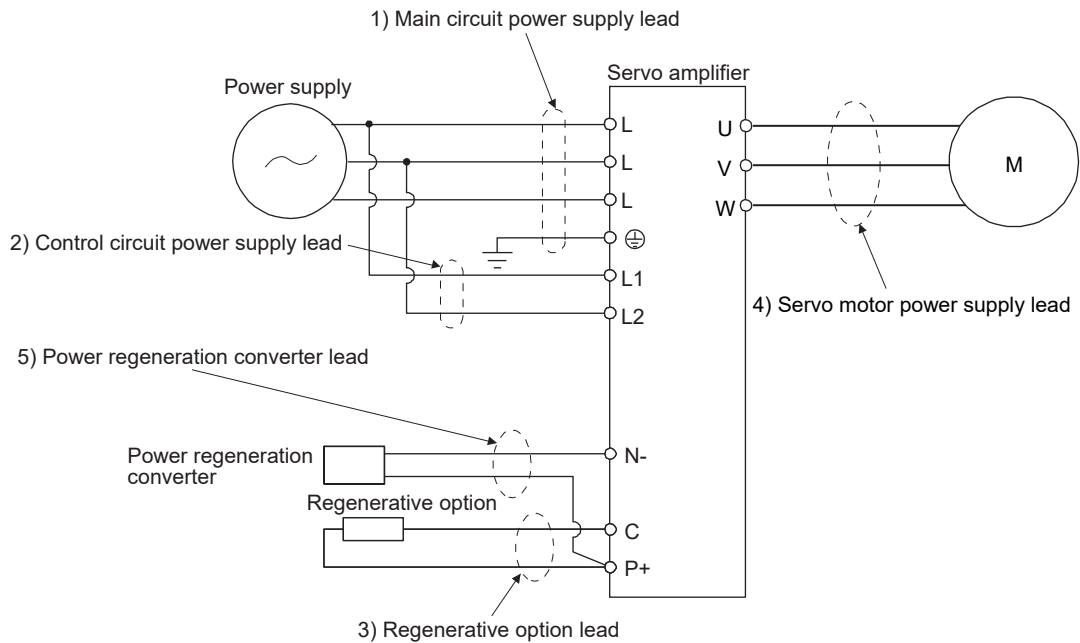 1) Main circuit power supply lead
Servo amplifier
Power supply
L
L
L
L1
L2
U
V
W
M
2) Control circuit power supply lead
4) Servo motor power supply lead
5) Power regeneration converter lead
Power regeneration
converter
N-
Regenerative option
C
P+
3) Regenerative option lead